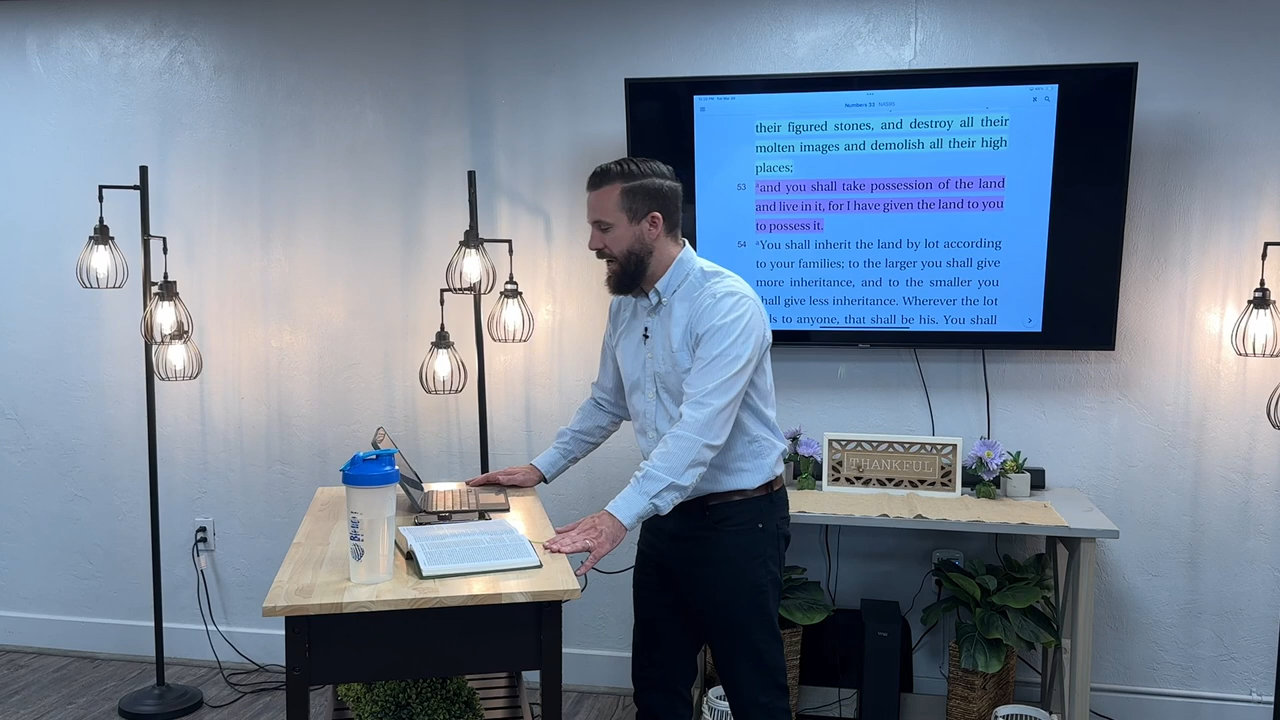 Numbers 33 NASB95
their figured stones, and destroy all their
molten images and demolish all their high
places;
53 and you shall take possession of the land
and live in it, for I have given the land to you
to possess it.
54 You shall inherit the land by lot according
to your families; to the larger you shall give
more inheritance, and to the smaller you
shall give less inheritance. Wherever the lot
to anyone, that shall be his. You shall
THANKFUL